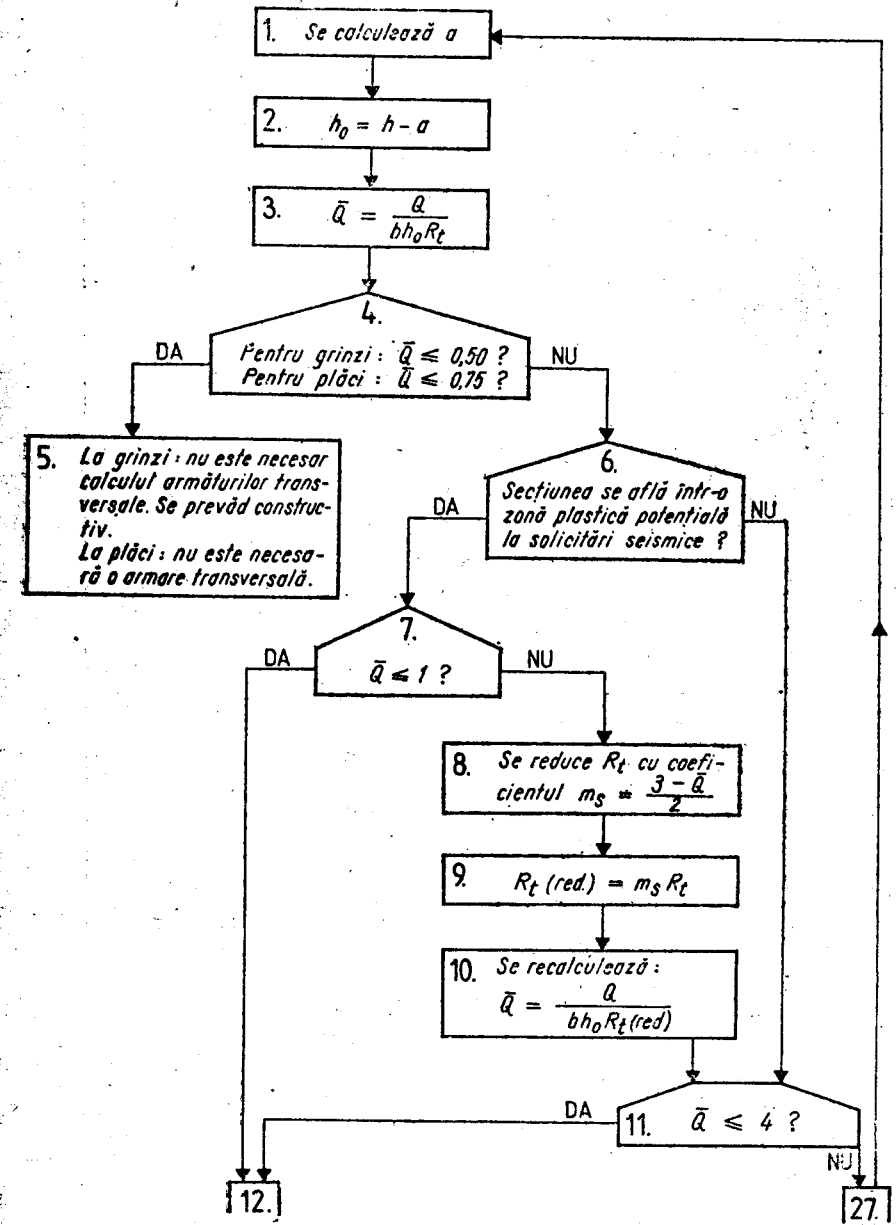 1. Se calculează a
2. h₀ = h - a
3. Q̄ = Q / bh₀Rₜ
4.
Pentru grinzi : Q̄ ≤ 0,50 ?
Pentru plăci : Q̄ ≤ 0,75 ?
DA
NU
5. La grinzi : nu este necesar
calculul armăturilor trans-
versale. Se prevăd construc-
tiv.
La plăci : nu este necesa-
ră o armare transversală.
6.
Secțiunea se află într-o
zonă plastică potențială
la solicitări seismice ?
DA
NU
7.
Q̄ ≤ 1 ?
DA
NU
8. Se reduce Rₜ cu coefi-
cientul mₛ = (3 - Q̄) / 2
9. Rₜ (red.) = mₛ Rₜ
10. Se recalculează :
Q̄ = Q / bh₀Rₜ(red)
11. Q̄ ≤ 4 ?
DA
NU
12.
27.